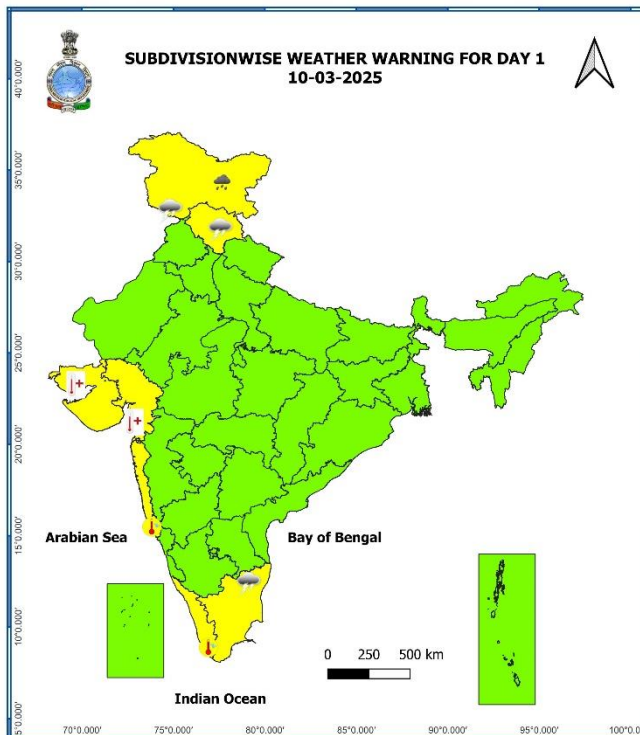 SUBDIVISIONWISE WEATHER WARNING FOR DAY 1
10-03-2025
40°0.000'
35°0.000'
30°0.000'
25°0.000'
20°0.000'
15°0.000'
10°0.000'
5°0.000'
Arabian Sea
Bay of Bengal
0 250 500 km
Indian Ocean
70°0.000' 75°0.000' 80°0.000' 85°0.000' 90°0.000' 95°0.000' 100°0.000'